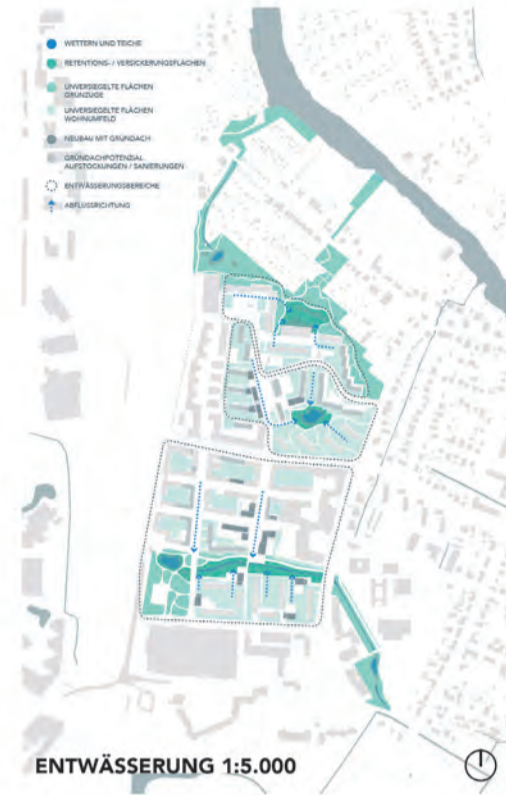 WETTERN UND TEICHE
RETENTIONS- / VERSICKERUNGSFLÄCHEN
UNVERSIEGELTE FLÄCHEN
GRÜNZÜGE
UNVERSIEGELTE FLÄCHEN
WOHNUMFELD
NEUBAU MIT GRÜNDACH
GRÜNDACHPOTENZIAL
AUFSTOCKUNGEN / SANIERUNGEN
ENTWÄSSERUNGSBEREICHE
ABFLUSSRICHTUNG
ENTWÄSSERUNG 1:5.000